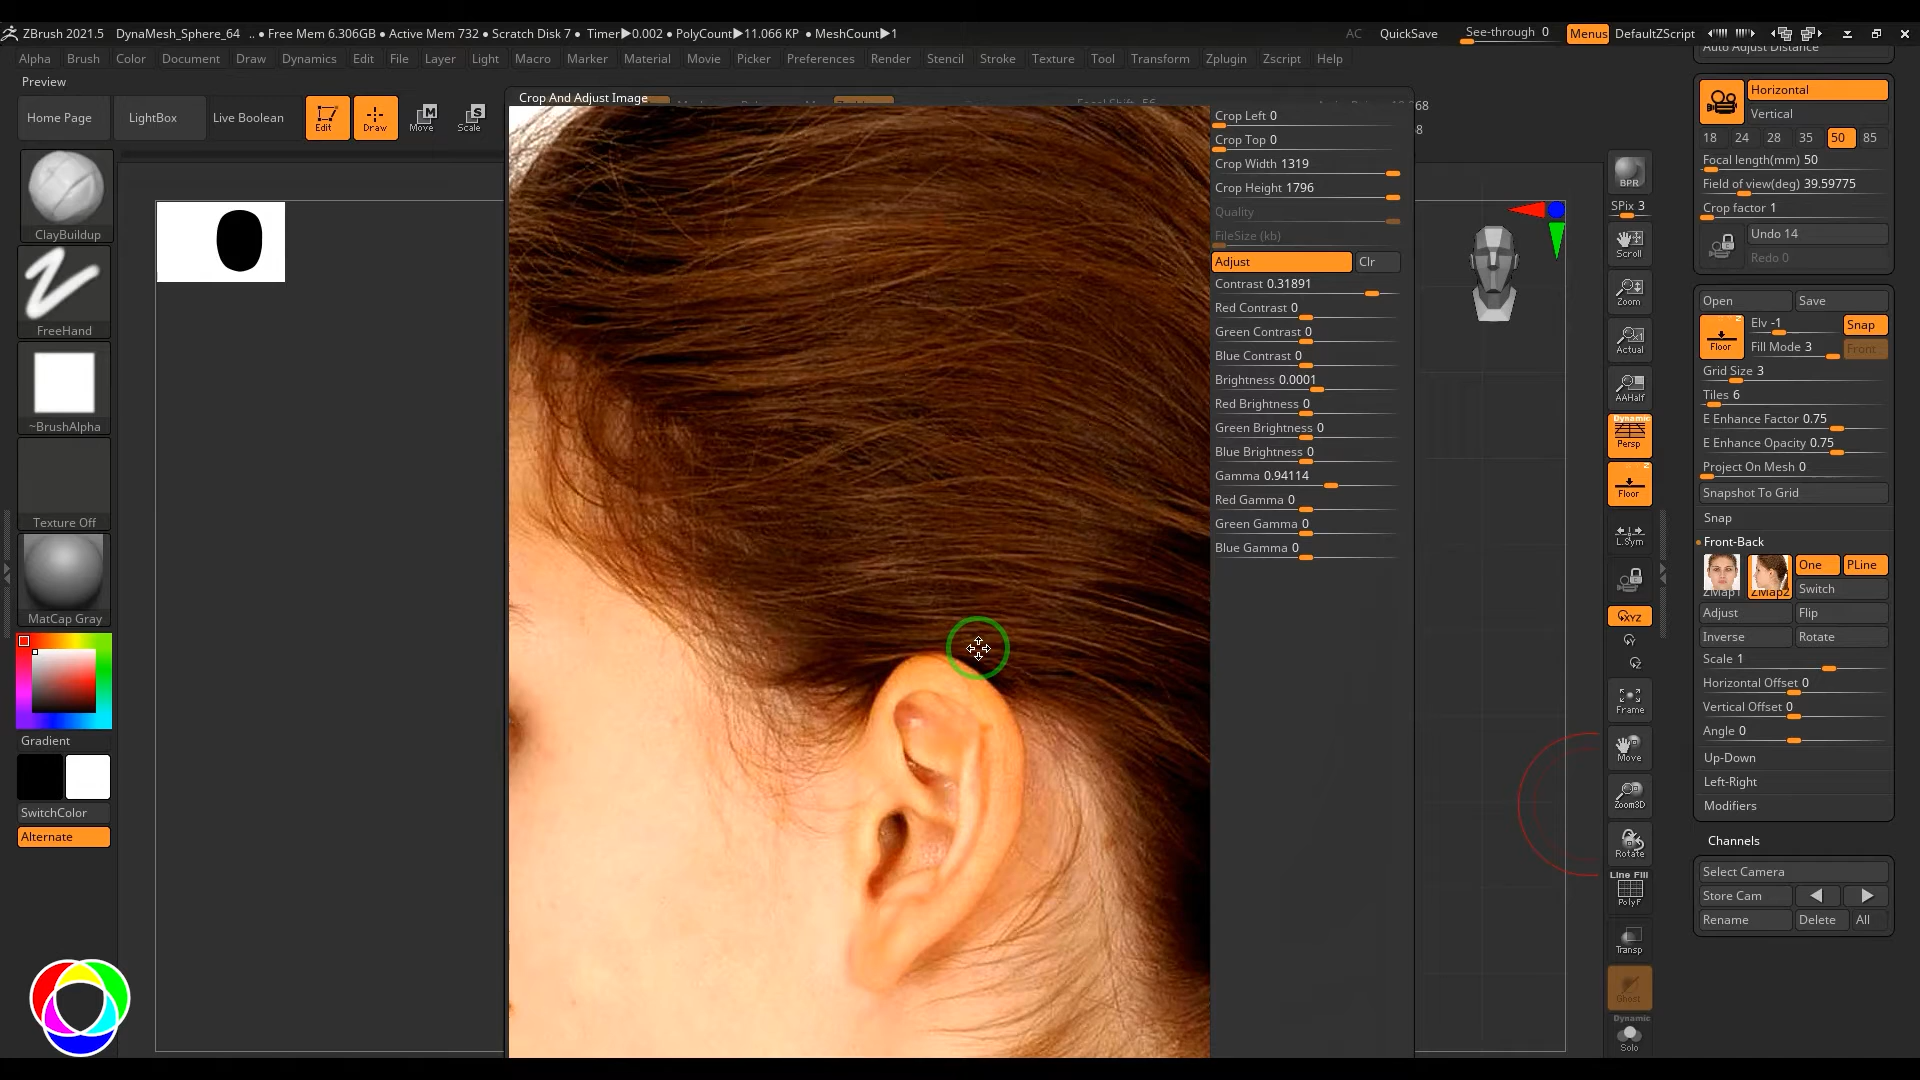 ZBrush 2021.5 DynaMesh_Sphere_64 .. • Free Mem 6.306GB • Active Mem 732 • Scratch Disk 7 • Timer▶0.002 • PolyCount▶11.066 KP • MeshCount▶1 AC QuickSave See-through 0 Menus DefaultZScript
Alpha Brush Color Document Draw Dynamics Edit File Layer Light Macro Marker Material Movie Picker Preferences Render Stencil Stroke Texture Tool Transform Zplugin Zscript Help
Preview
Home Page LightBox Live Boolean Edit Draw Move Scale
ClayBuildup
FreeHand
~BrushAlpha
Texture Off
MatCap Gray
Gradient
SwitchColor
Alternate
Crop And Adjust Image
Crop Left 0
Crop Top 0
Crop Width 1319
Crop Height 1796
Quality
FileSize (kb)
Adjust Clr
Contrast 0.31891
Red Contrast 0
Green Contrast 0
Blue Contrast 0
Brightness 0.0001
Red Brightness 0
Green Brightness 0
Blue Brightness 0
Gamma 0.94114
Red Gamma 0
Green Gamma 0
Blue Gamma 0
BPR
SPix 3
Scroll
Zoom
Actual
AAHalf
Dynamic
Persp
Floor
L.Sym
XYZ
Frame
Move
Zoom3D
Rotate
Line Fill
PolyF
Transp
Ghost
Dynamic
Solo
Auto Adjust Distance
Horizontal
Vertical
18 24 28 35 50 85
Focal length(mm) 50
Field of view(deg) 39.59775
Crop factor 1
Undo 14
Redo 0
Open Save
Floor Elv -1 Snap
Fill Mode 3 Front
Grid Size 3
Tiles 6
E Enhance Factor 0.75
E Enhance Opacity 0.75
Project On Mesh 0
Snapshot To Grid
Snap
Front-Back
ZMap1 ZMap2 One PLine
Switch
Adjust Flip
Inverse Rotate
Scale 1
Horizontal Offset 0
Vertical Offset 0
Angle 0
Up-Down
Left-Right
Modifiers
Channels
Select Camera
Store Cam
Rename Delete All